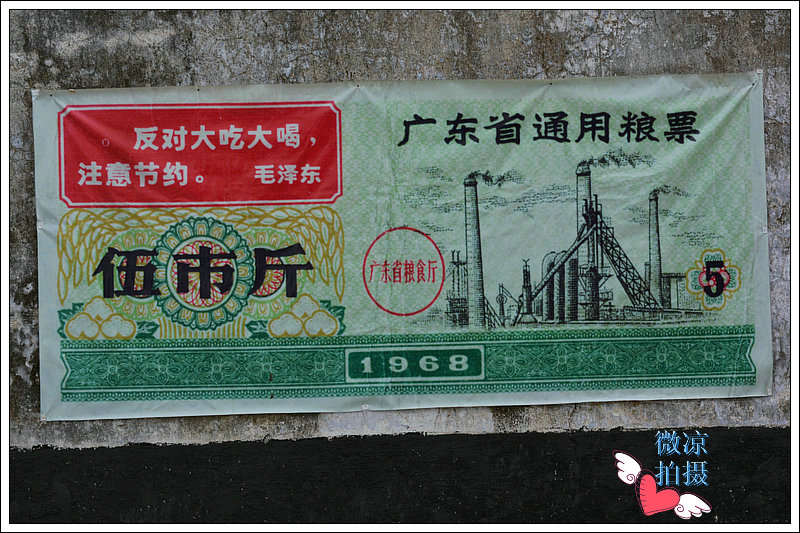 反对大吃大喝，
注意节约。 毛泽东
广东省通用粮票
伍市斤
广东省粮食厅
5
1968
微凉
拍摄